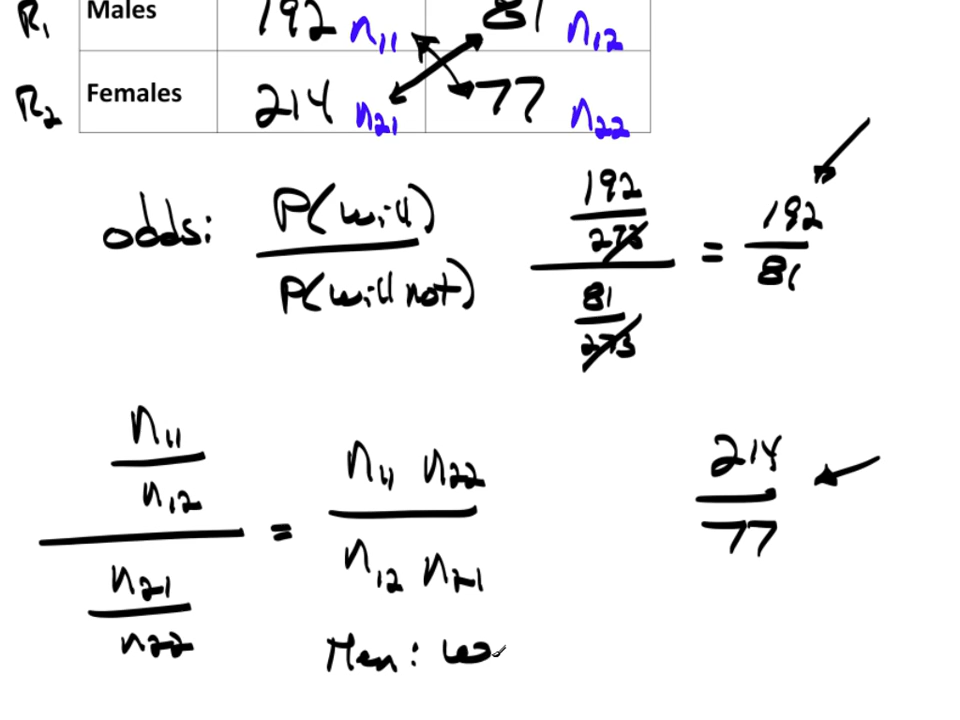 R1 Males 192 n11 81 n12
R2 Females 214 n21 77 n22
odds: P(will) / P(will not) 192/273 / 81/273 = 192/81
n11/n12 / n21/n22 = n11 n22 / n12 n21 214/77
Men: